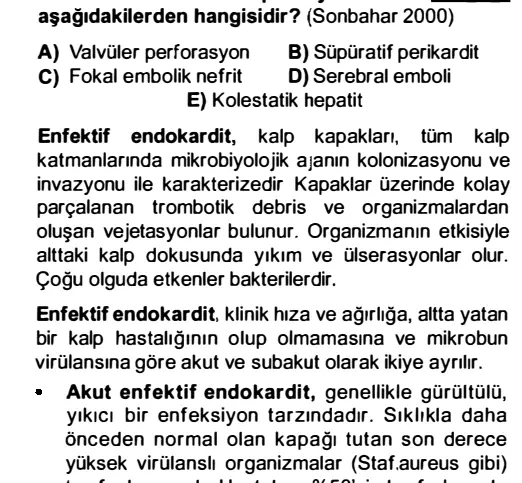 aşağıdakilerden hangisidir? (Sonbahar 2000)
A) Valvüler perforasyon B) Süpüratif perikardit
C) Fokal embolik nefrit D) Serebral emboli
E) Kolestatik hepatit
Enfektif endokardit, kalp kapakları, tüm kalp
katmanlarında mikrobiyolojik ajanın kolonizasyonu ve
invazyonu ile karakterizedir Kapaklar üzerinde kolay
parçalanan trombotik debris ve organizmalardan
oluşan vejetasyonlar bulunur. Organizmanın etkisiyle
alttaki kalp dokusunda yıkım ve ülserasyonlar olur.
Çoğu olguda etkenler bakterilerdir.
Enfektif endokardit, klinik hıza ve ağırlığa, altta yatan
bir kalp hastalığının olup olmamasına ve mikrobun
virülansına göre akut ve subakut olarak ikiye ayrılır.
▪ Akut enfektif endokardit, genellikle gürültülü,
yıkıcı bir enfeksiyon tarzındadır. Sıklıkla daha
önceden normal olan kapağı tutan son derece
yüksek virülanslı organizmalar (Staf.aureus gibi)